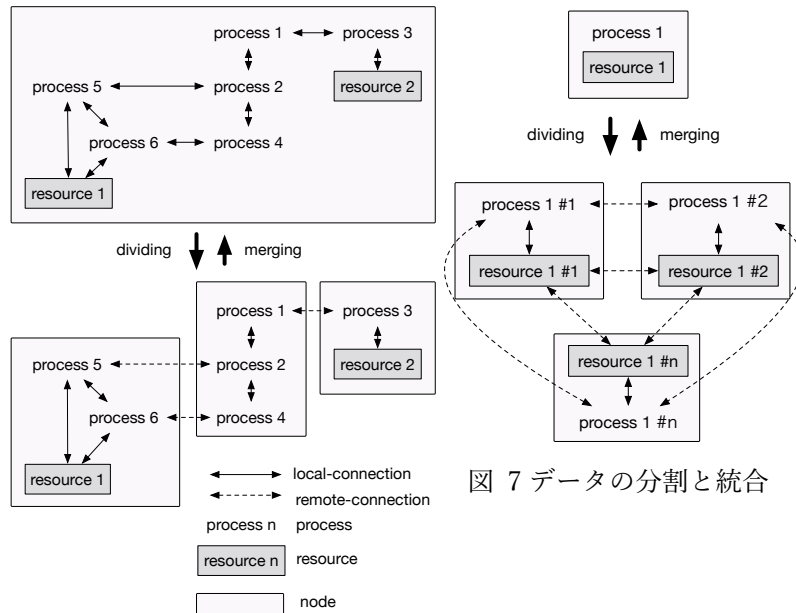 process 1
process 3
process 5
process 2
resource 2
process 6
process 4
resource 1
dividing
merging
process 1
process 3
process 5
process 2
resource 2
process 6
process 4
resource 1
local-connection
remote-connection
process n
process
resource n
resource
node
process 1
resource 1
dividing
merging
process 1 #1
process 1 #2
resource 1 #1
resource 1 #2
resource 1 #n
process 1 #n
図 7 データの分割と統合